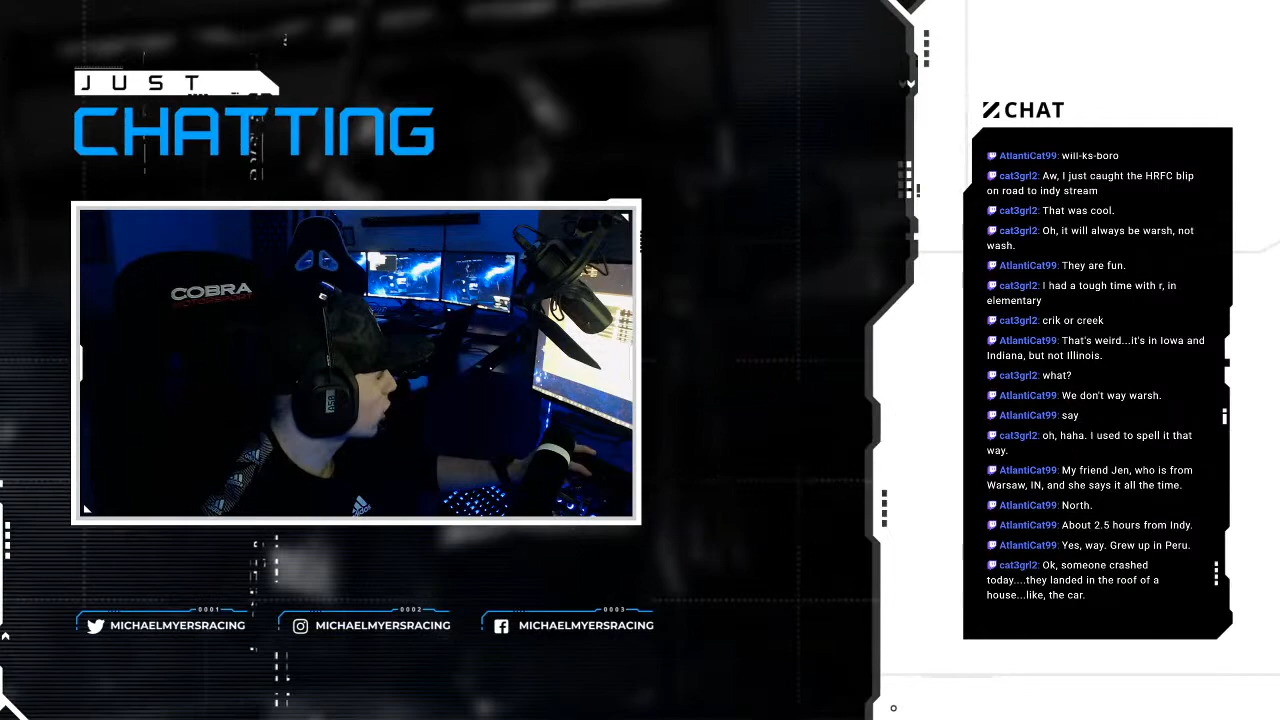 JUST
CHATTING
COBRA
MOTORSPORT
adidas
0001
MICHAELMYERSRACING
0002
MICHAELMYERSRACING
0003
MICHAELMYERSRACING
CHAT
AtlantiCat99: will-ks-boro
cat3grl2: Aw, I just caught the HRFC blip
on road to indy stream
cat3grl2: That was cool.
cat3grl2: Oh, it will always be warsh, not
wash.
AtlantiCat99: They are fun.
cat3grl2: I had a tough time with r, in
elementary
cat3grl2: crik or creek
AtlantiCat99: That's weird...it's in Iowa and
Indiana, but not Illinois.
cat3grl2: what?
AtlantiCat99: We don't way warsh.
AtlantiCat99: say
cat3grl2: oh, haha. I used to spell it that
way.
AtlantiCat99: My friend Jen, who is from
Warsaw, IN, and she says it all the time.
AtlantiCat99: North.
AtlantiCat99: About 2.5 hours from Indy.
AtlantiCat99: Yes, way. Grew up in Peru.
cat3grl2: Ok, someone crashed
today....they landed in the roof of a
house...like, the car.